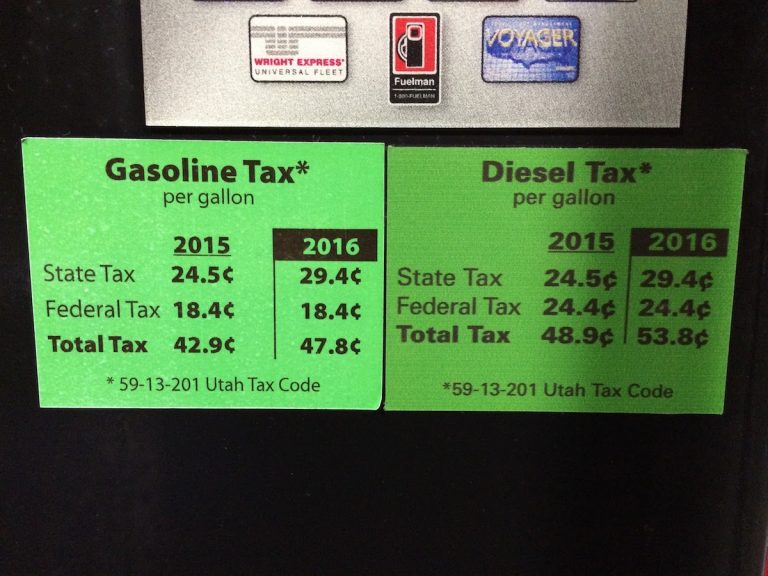 WRIGHT EXPRESS®
UNIVERSAL FLEET
Fuelman
1-800-FUELMAN
VOYAGER
Gasoline Tax*
per gallon
2015 2016
State Tax 24.5¢ 29.4¢
Federal Tax 18.4¢ 18.4¢
Total Tax 42.9¢ 47.8¢
* 59-13-201 Utah Tax Code
Diesel Tax*
per gallon
2015 2016
State Tax 24.5¢ 29.4¢
Federal Tax 24.4¢ 24.4¢
Total Tax 48.9¢ 53.8¢
*59-13-201 Utah Tax Code